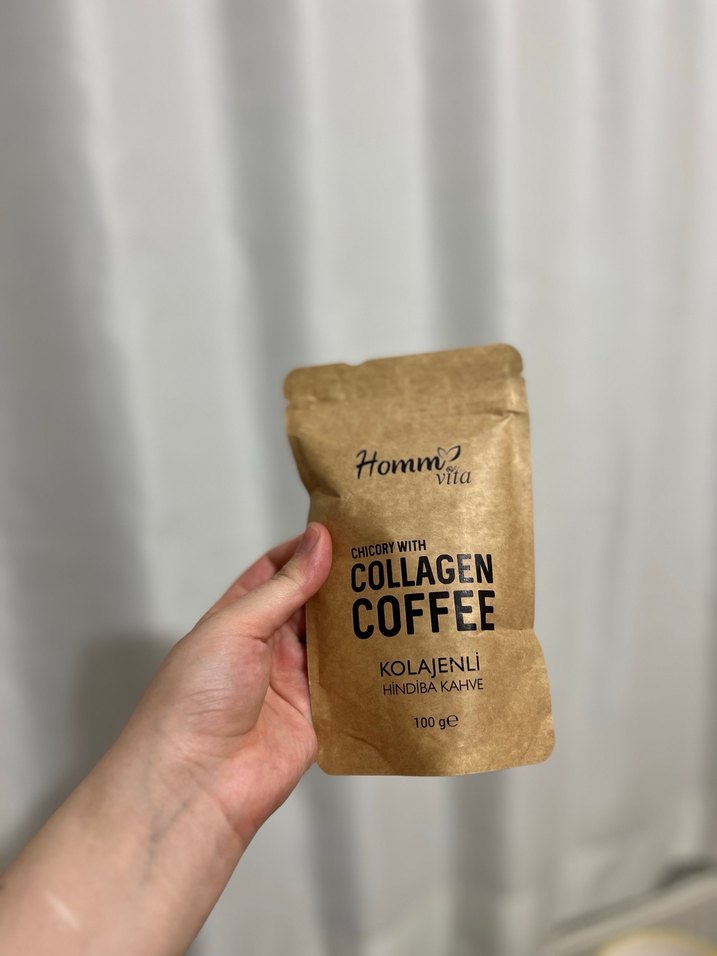 Homm
vita
CHICORY WITH
COLLAGEN
COFFEE
KOLAJENLİ
HİNDİBA KAHVE
100 g℮